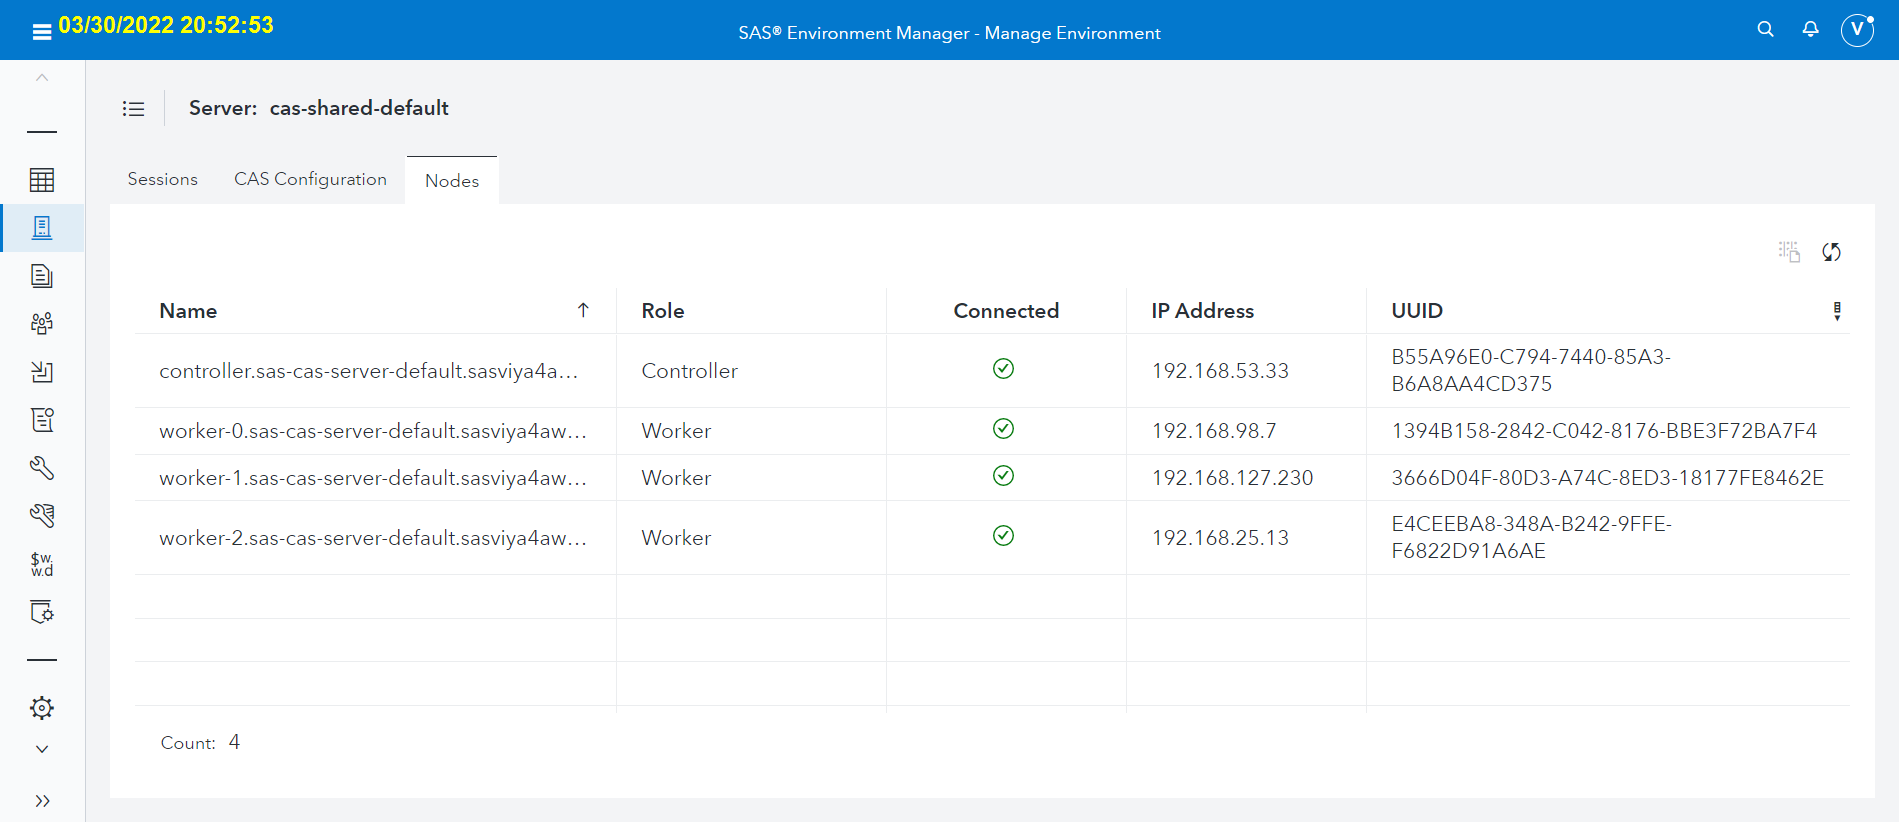 03/30/2022 20:52:53
SAS® Environment Manager - Manage Environment
V
Server: cas-shared-default
Sessions CAS Configuration Nodes
Name Role Connected IP Address UUID
controller.sas-cas-server-default.sasviya4a... Controller 192.168.53.33 B55A96E0-C794-7440-85A3-
B6A8AA4CD375
worker-0.sas-cas-server-default.sasviya4aw... Worker 192.168.98.7 1394B158-2842-C042-8176-BBE3F72BA7F4
worker-1.sas-cas-server-default.sasviya4aw... Worker 192.168.127.230 3666D04F-80D3-A74C-8ED3-18177FE8462E
worker-2.sas-cas-server-default.sasviya4aw... Worker 192.168.25.13 E4CEEBA8-348A-B242-9FFE-
F6822D91A6AE
$w.
w.d
Count: 4